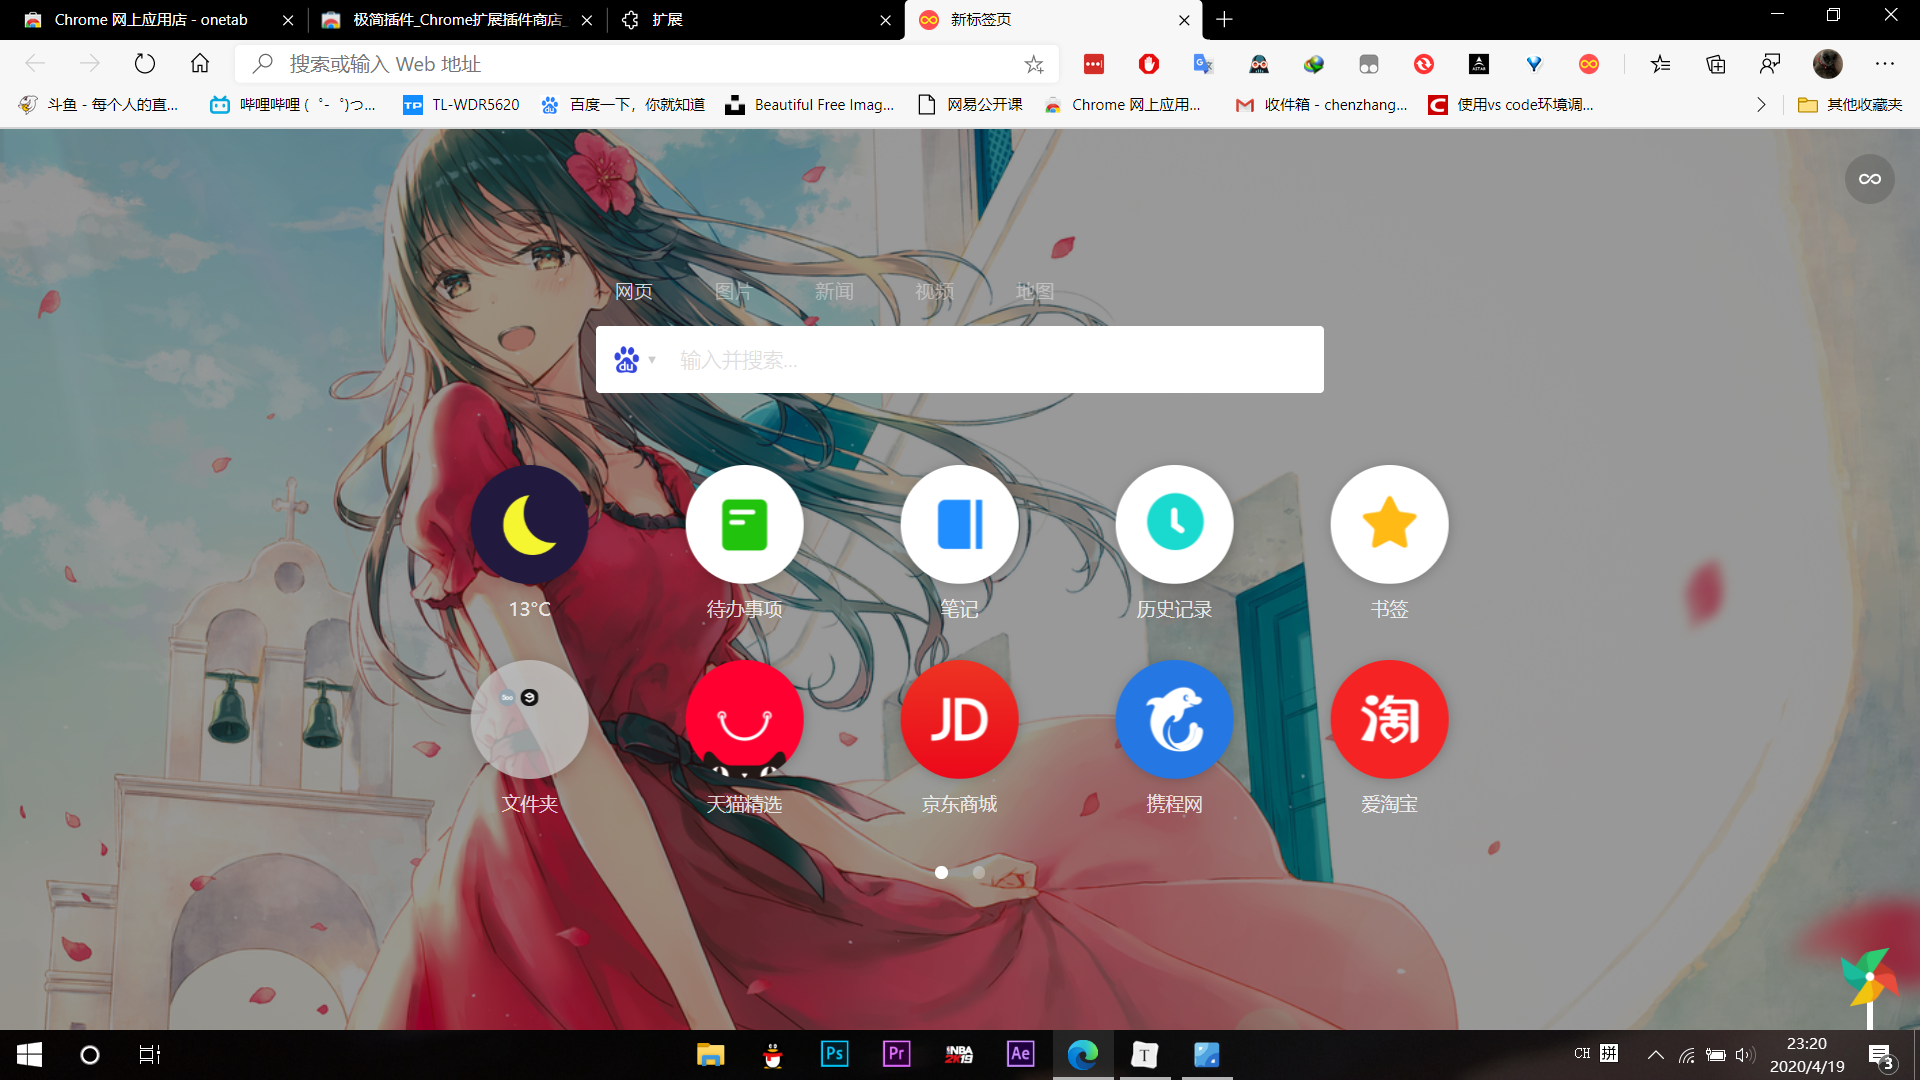 Chrome 网上应用店 - onetab
极简插件_Chrome扩展插件商店_
扩展
新标签页
搜索或输入 Web 地址
斗鱼 - 每个人的直...
哔哩哔哩 ( ゜- ゜)つ...
TP
TL-WDR5620
百度一下，你就知道
Beautiful Free Imag...
网易公开课
Chrome 网上应用...
收件箱 - chenzhang...
C
使用vs code环境调...
其他收藏夹
网页
图片
新闻
视频
地图
du
输入并搜索...
13°C
待办事项
笔记
历史记录
书签
JD
淘
文件夹
天猫精选
京东商城
携程网
爱淘宝
Ps
Pr
NBA
2K19
Ae
T
CH
拼
23:20
2020/4/19
3